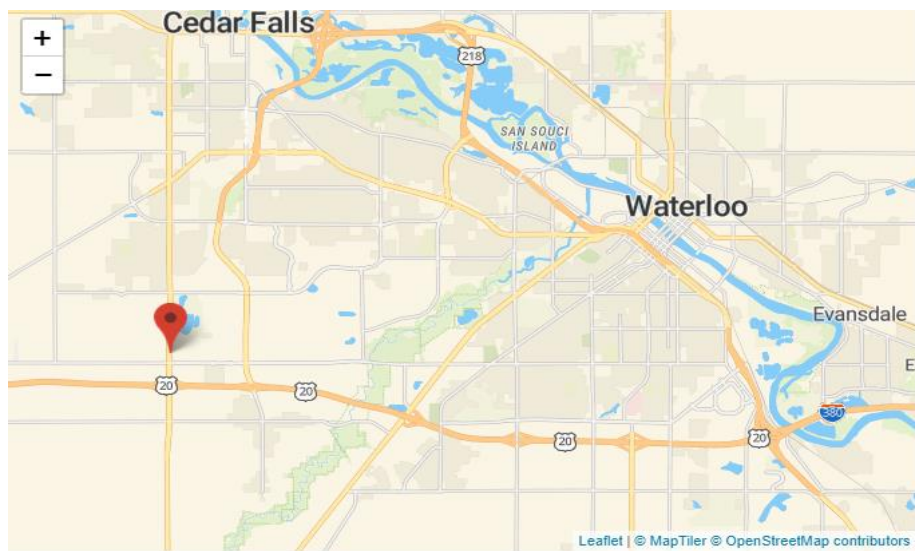 Cedar Falls
+
−
218
SAN SOUCI
ISLAND
Waterloo
Evansdale
E
20
20
380
20
20
Leaflet | © MapTiler © OpenStreetMap contributors